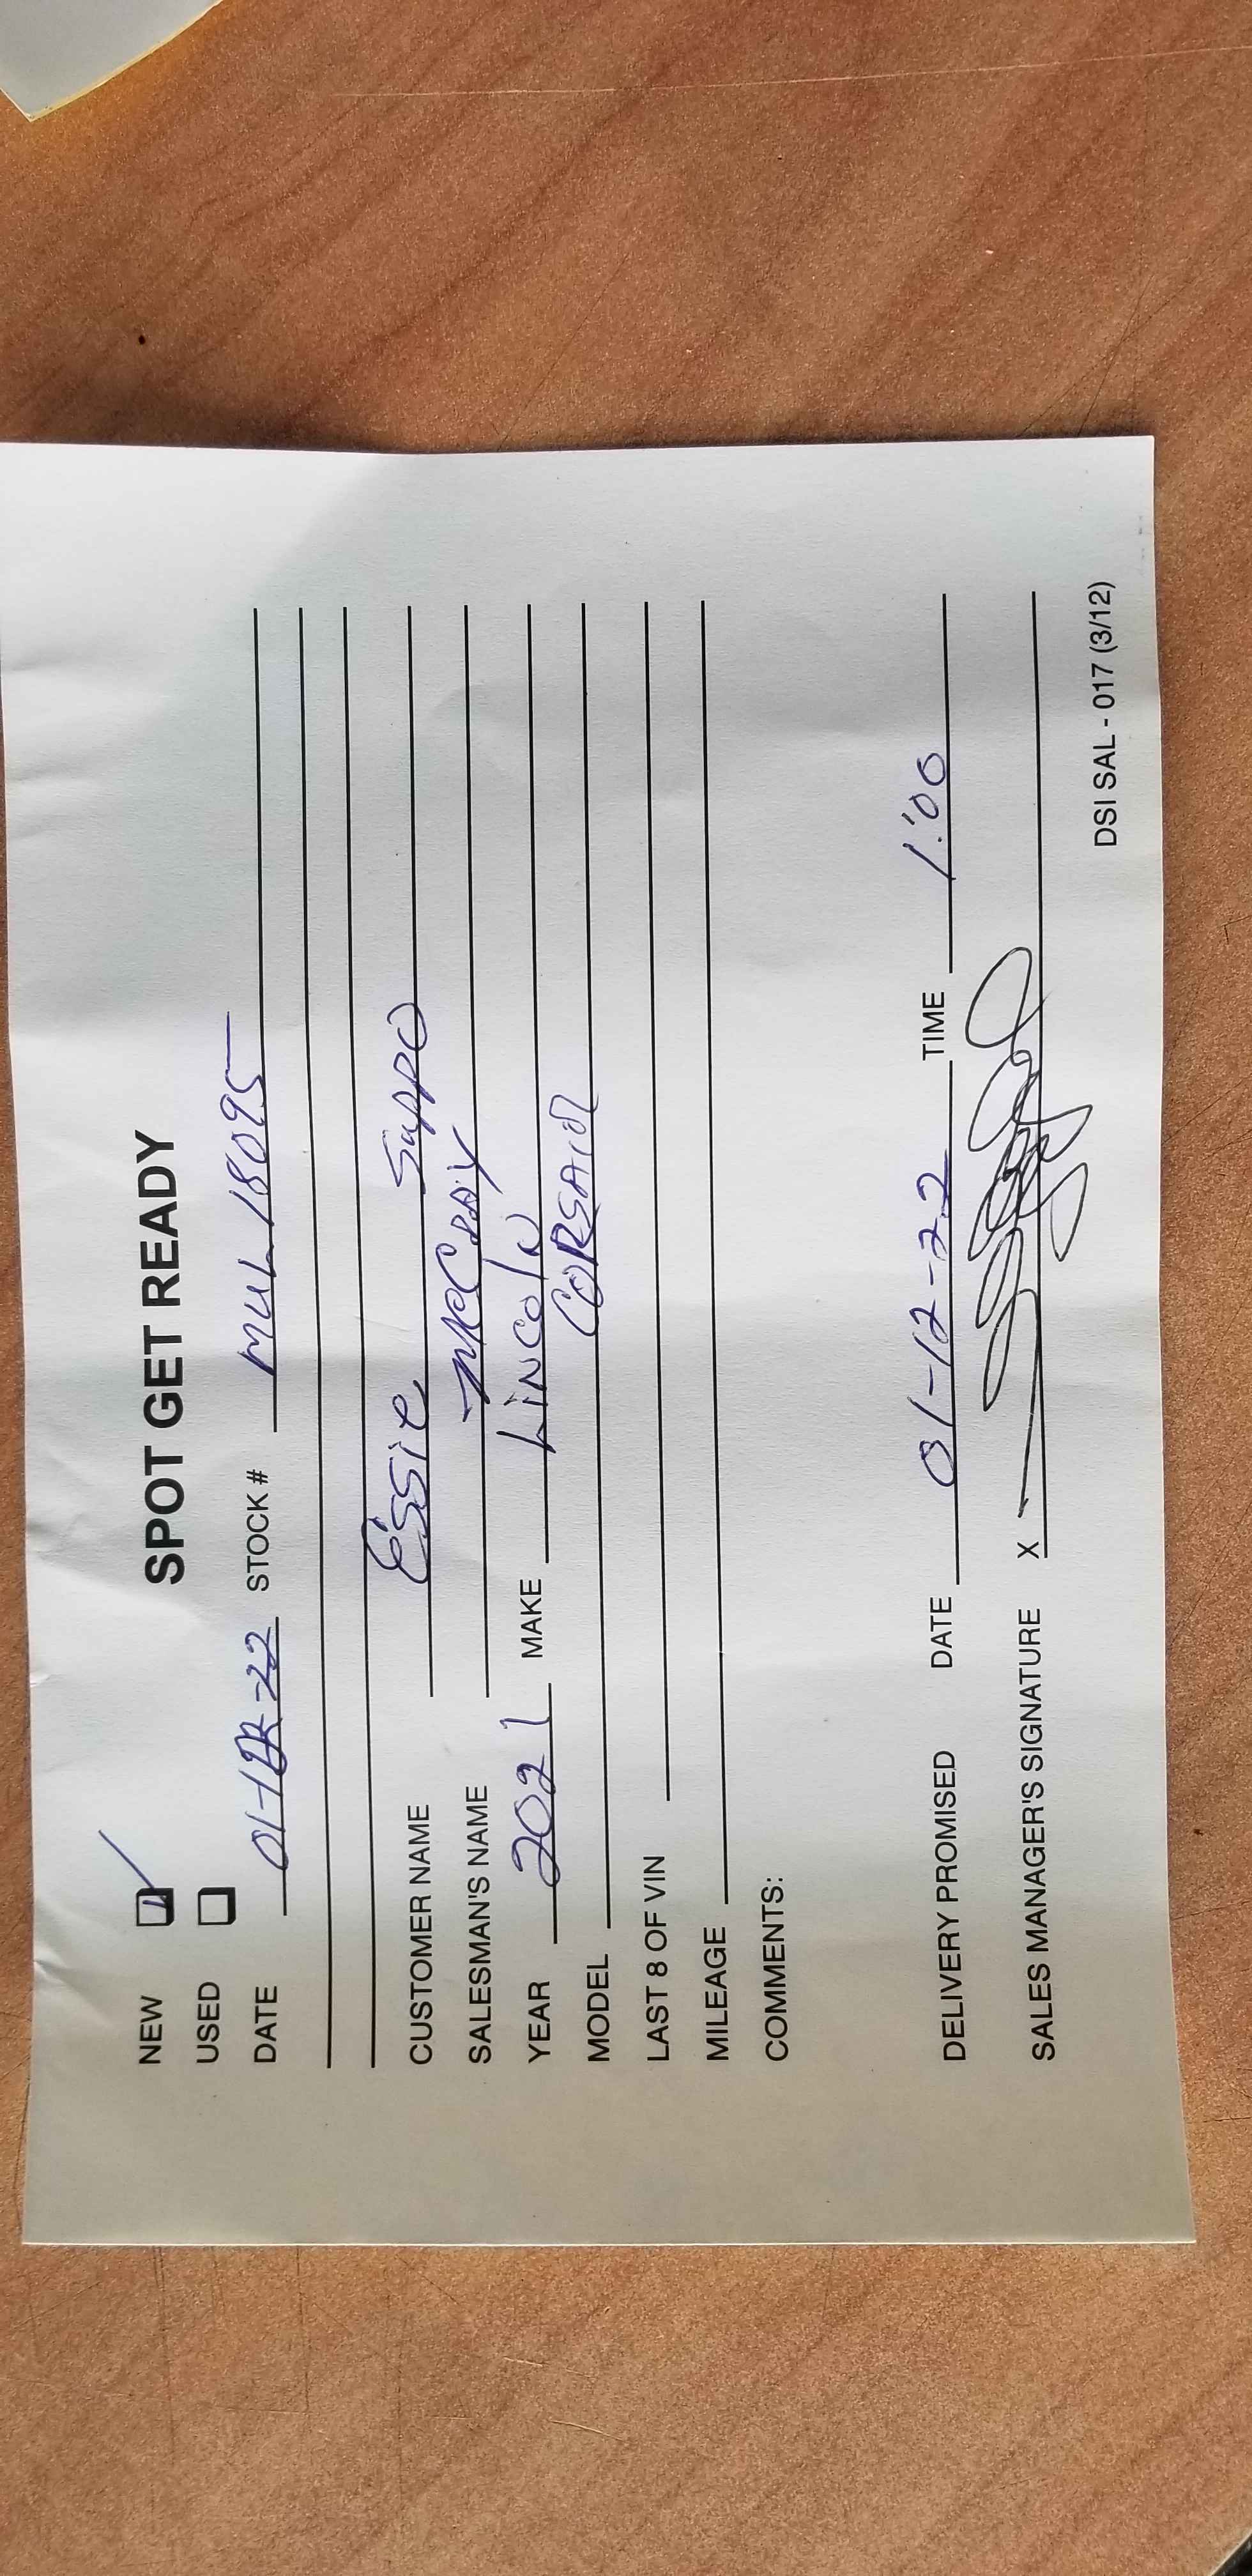 SPOT GET READY
NEW
USED
DATE 01-12-22 STOCK # MUL18095
CUSTOMER NAME Essie Sappo
SALESMAN'S NAME McCray
YEAR 2021 MAKE Lincoln
MODEL CORSAIR
LAST 8 OF VIN
MILEAGE
COMMENTS:
DELIVERY PROMISED DATE 01-12-22 TIME 1:00
SALES MANAGER'S SIGNATURE X
DSI SAL - 017 (3/12)